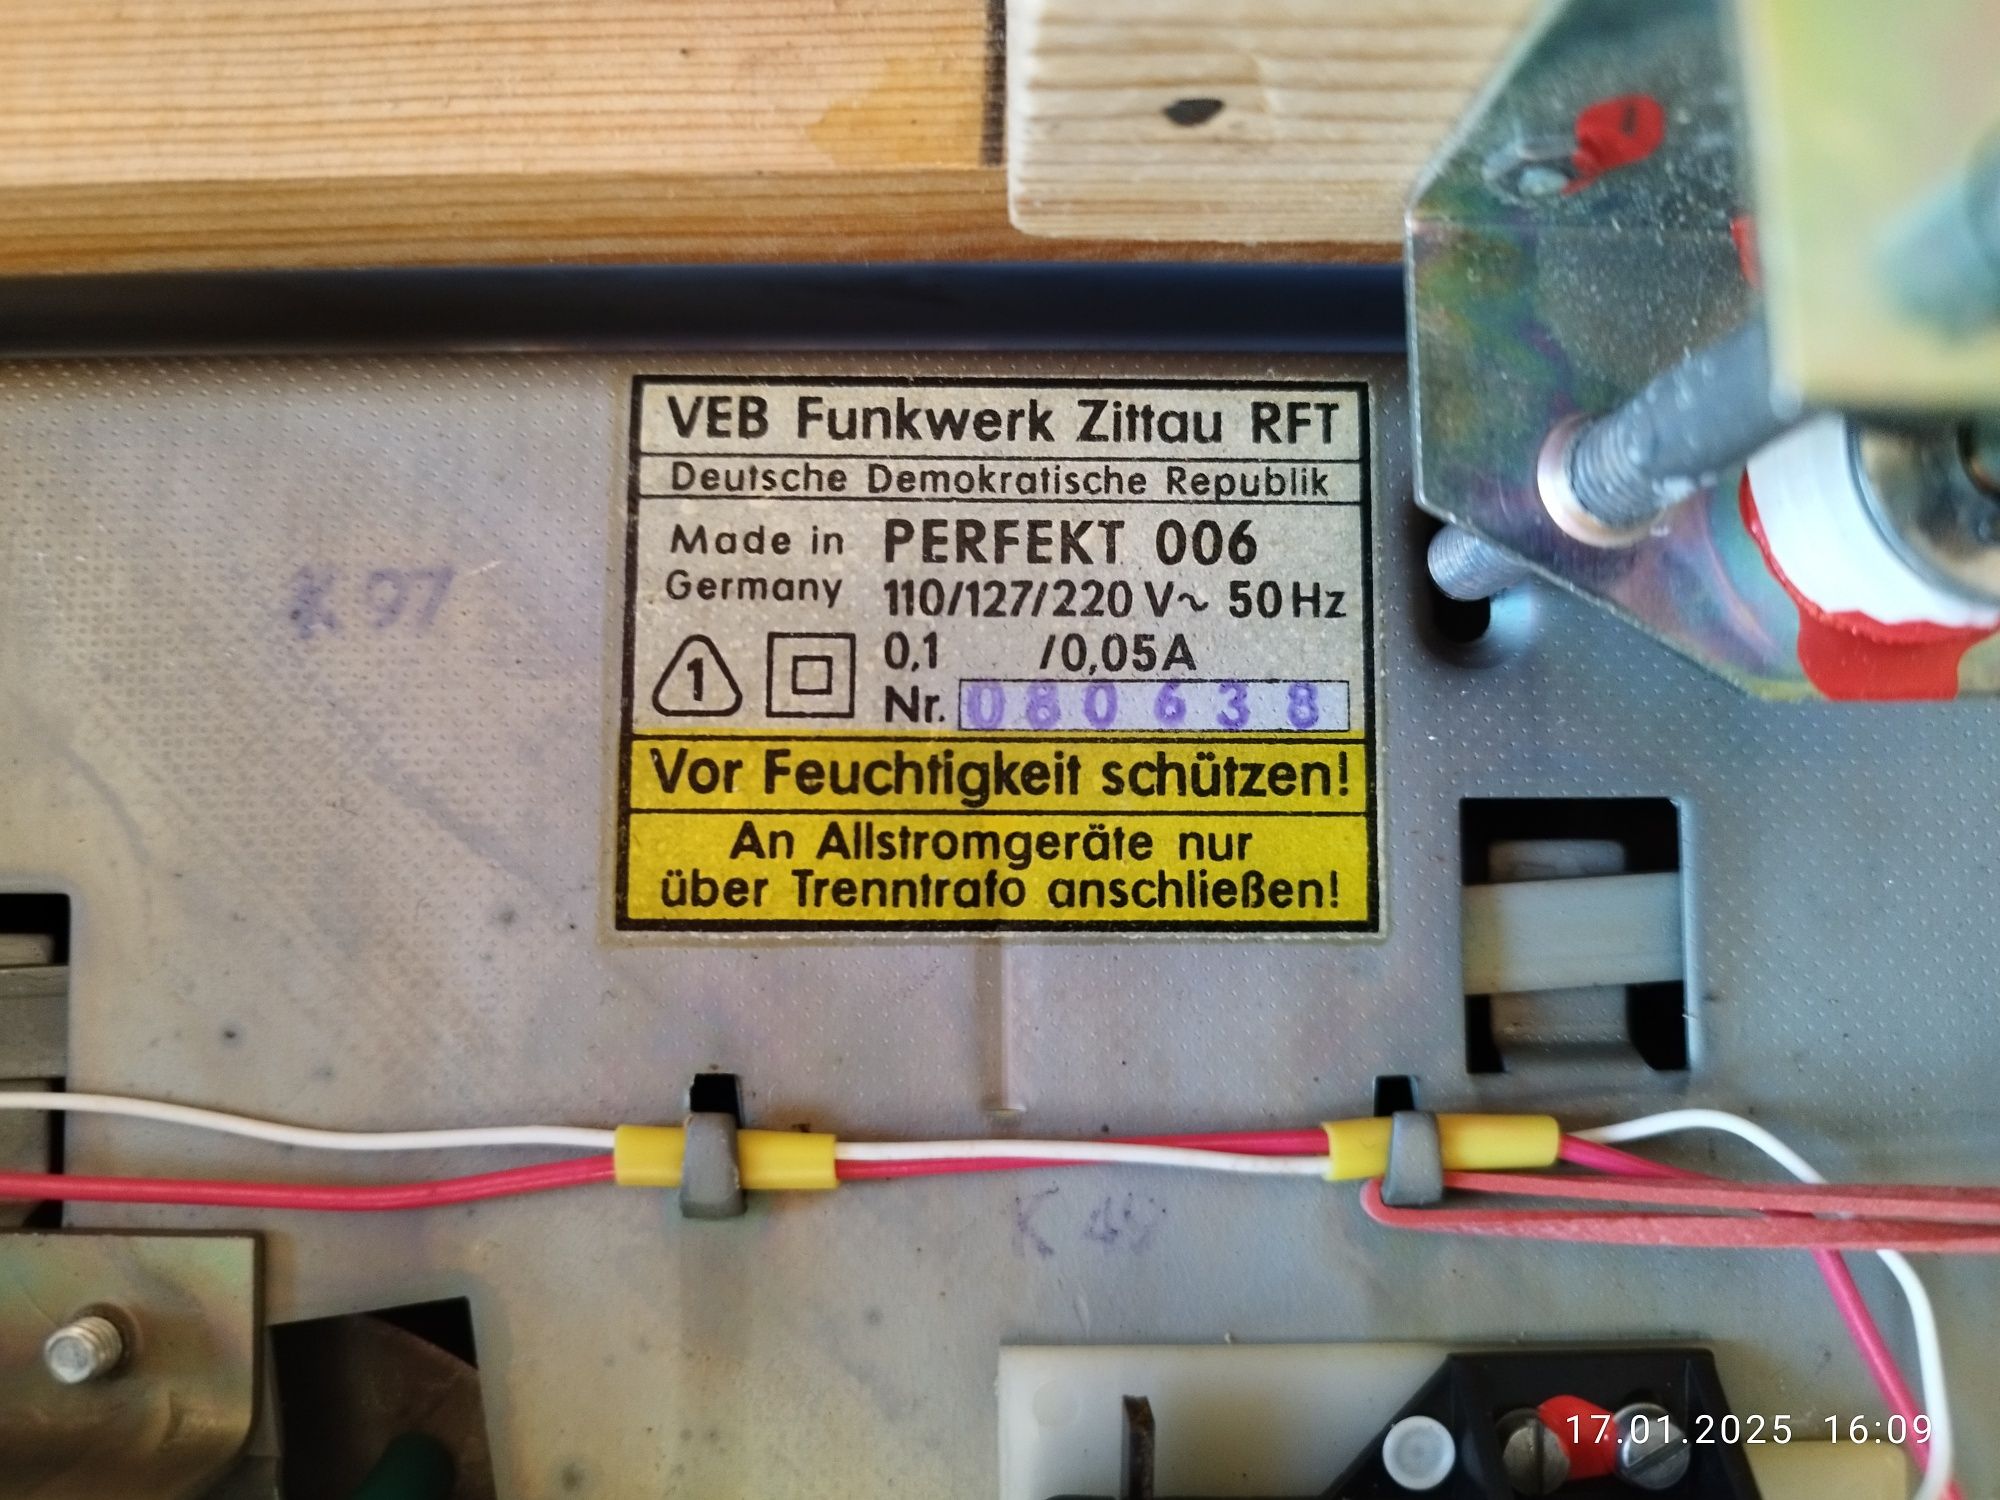 VEB Funkwerk Zittau RFT
Deutsche Demokratische Republik
Made in PERFEKT 006
Germany 110/127/220 V~ 50 Hz
1 0,1 /0,05A
Nr. 080638
Vor Feuchtigkeit schützen!
An Allstromgeräte nur
über Trenntrafo anschließen!
K 97
K
17.01.2025 16:09